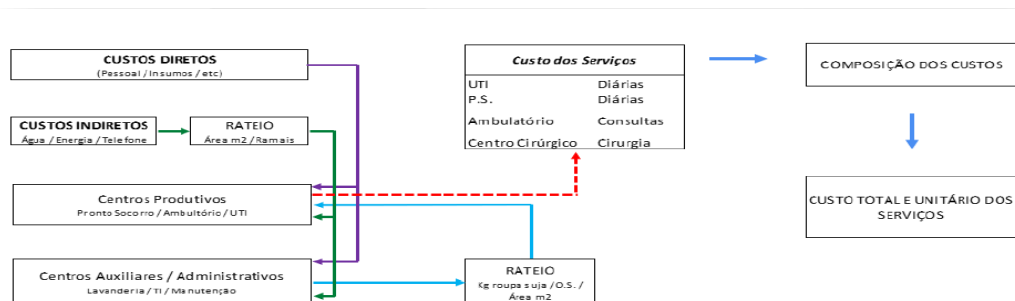 CUSTOS DIRETOS
(Pessoal / Insumos / etc)
CUSTOS INDIRETOS
Água / Energia / Telefone
RATEIO
Área m2 / Ramais
Centros Produtivos
Pronto Socorro / Ambultório / UTI
Centros Auxiliares / Administrativos
Lavanderia / TI / Manutenção
RATEIO
Kg roupa suja / O.S. /
Área m2
Custo dos Serviços
UTI Diárias
P.S. Diárias
Ambulatório Consultas
Centro Cirúrgico Cirurgia
COMPOSIÇÃO DOS CUSTOS
CUSTO TOTAL E UNITÁRIO DOS
SERVIÇOS